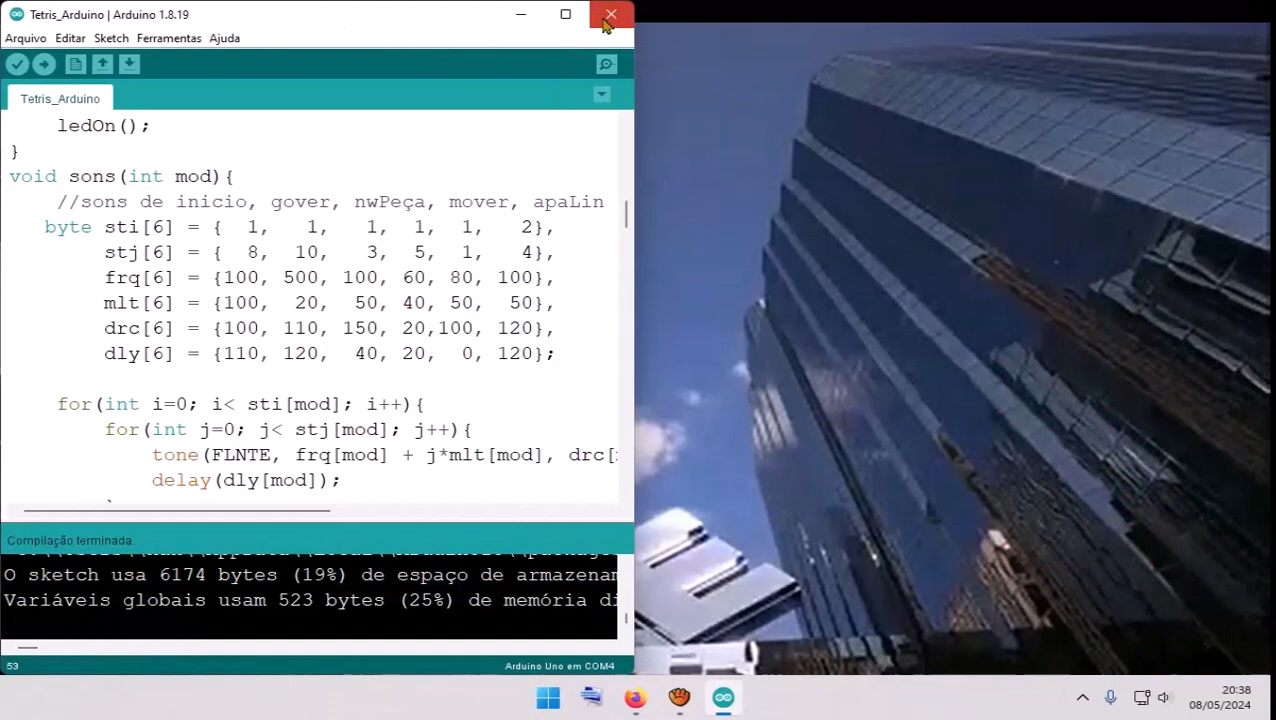 Tetris_Arduino | Arduino 1.8.19
Arquivo Editar Sketch Ferramentas Ajuda
Tetris_Arduino
ledOn();
}
void sons(int mod){
//sons de inicio, gover, nwPeça, mover, apaLin
byte sti[6] = { 1, 1, 1, 1, 1, 2},
stj[6] = { 8, 10, 3, 5, 1, 4},
frq[6] = {100, 500, 100, 60, 80, 100},
mlt[6] = {100, 20, 50, 40, 50, 50},
drc[6] = {100, 110, 150, 20,100, 120},
dly[6] = {110, 120, 40, 20, 0, 120};
for(int i=0; i< sti[mod]; i++){
for(int j=0; j< stj[mod]; j++){
tone(FLNTE, frq[mod] + j*mlt[mod], drc[
delay(dly[mod]);
Compilação terminada.
O sketch usa 6174 bytes (19%) de espaço de armazenam
Variáveis globais usam 523 bytes (25%) de memória di
53
Arduino Uno em COM4
20:38
08/05/2024